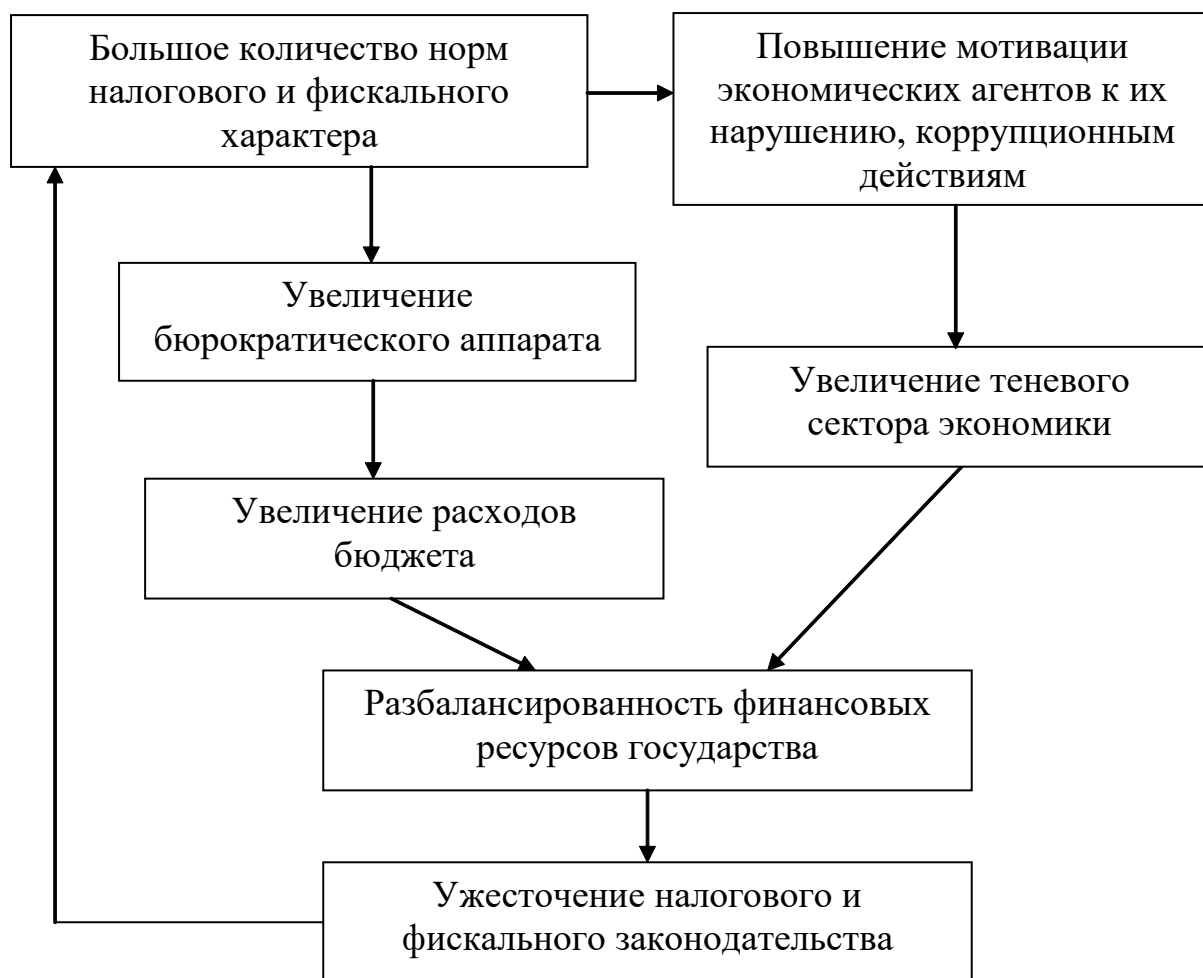 Большое количество норм
налогового и фискального
характера
Повышение мотивации
экономических агентов к их
нарушению, коррупционным
действиям
Увеличение
бюрократического аппарата
Увеличение теневого
сектора экономики
Увеличение расходов
бюджета
Разбалансированность финансовых
ресурсов государства
Ужесточение налогового и
фискального законодательства